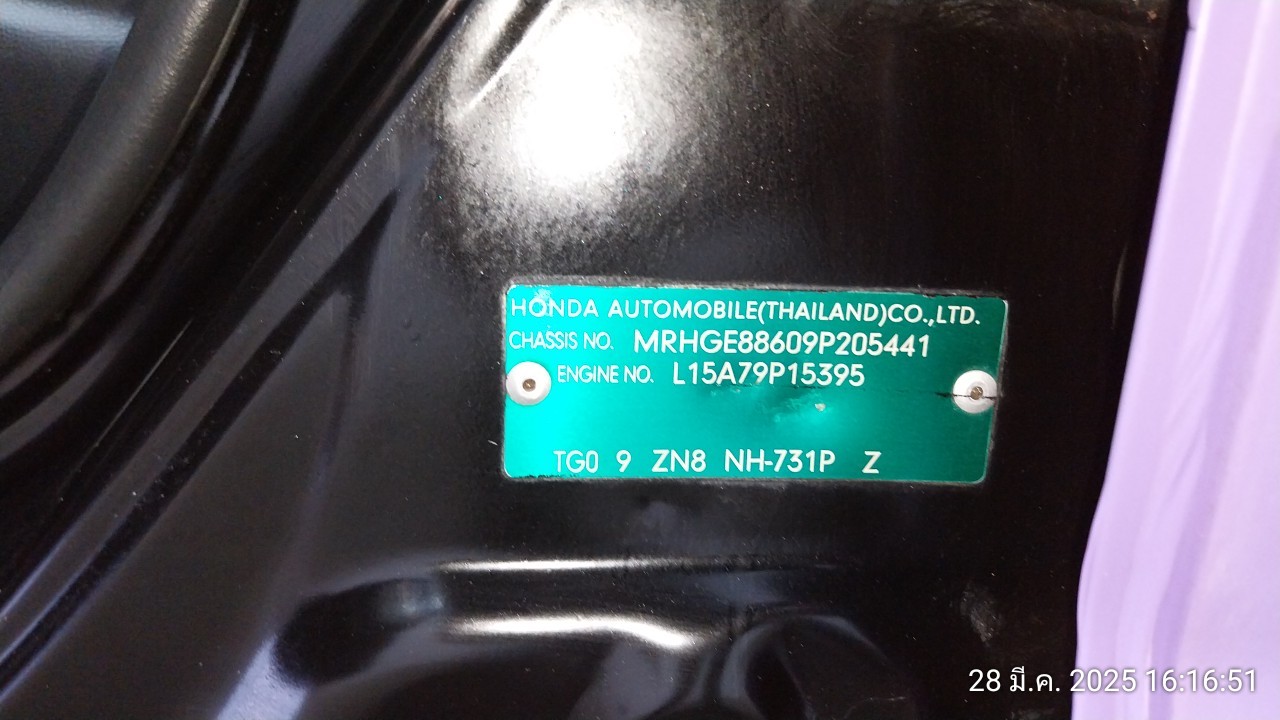 HONDA AUTOMOBILE(THAILAND)CO.,LTD.
CHASSIS NO. MRHGE88609P205441
ENGINE NO. L15A79P15395
TG0 9 ZN8 NH-731P Z
28 มี.ค. 2025 16:16:51